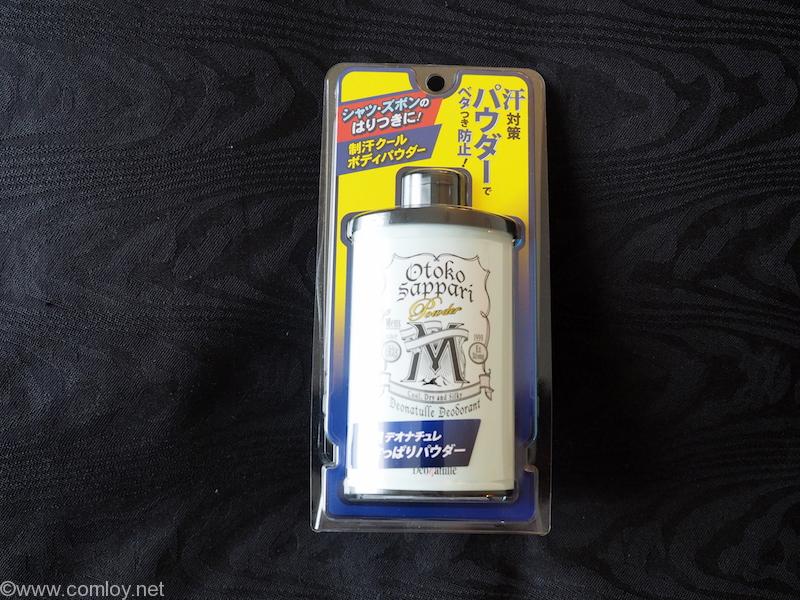 汗対策
パウダーで
ベタつき防止!
シャツ・ズボンの
はりつきに!
制汗クール
ボディパウダー
Otoko
Sappari
Powder
Mens
M
Cool, Dry and Silky
Deonatulle Deodorant
デオナチュレ
っぱりパウダー
©www.comloy.net